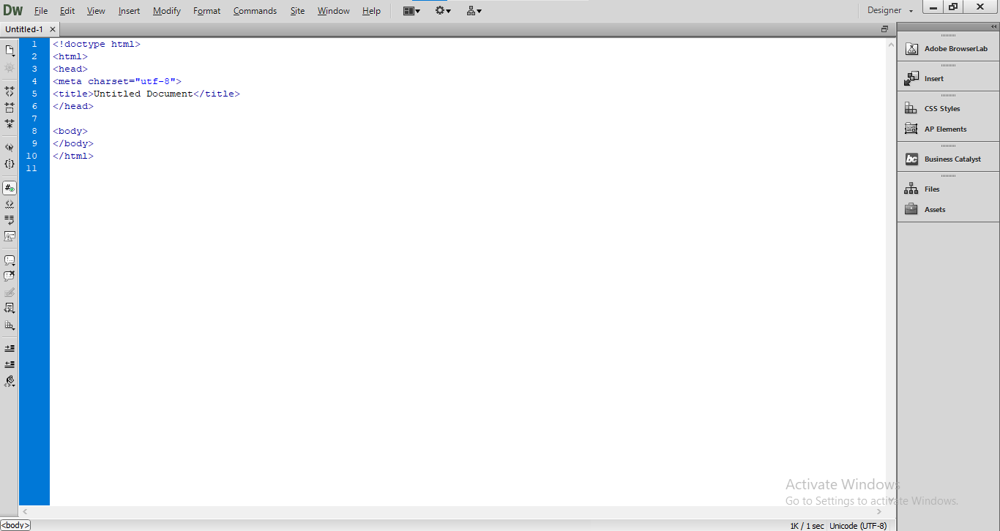 Dw File Edit View Insert Modify Format Commands Site Window Help Designer
Untitled-1
1 <!doctype html>
2 <html>
3 <head>
4 <meta charset="utf-8">
5 <title>Untitled Document</title>
6 </head>
7
8 <body>
9 </body>
10 </html>
11
Adobe BrowserLab
Insert
CSS Styles
AP Elements
bc Business Catalyst
Files
Assets
Activate Windows
Go to Settings to activate Windows.
<body> 1K / 1 sec Unicode (UTF-8)